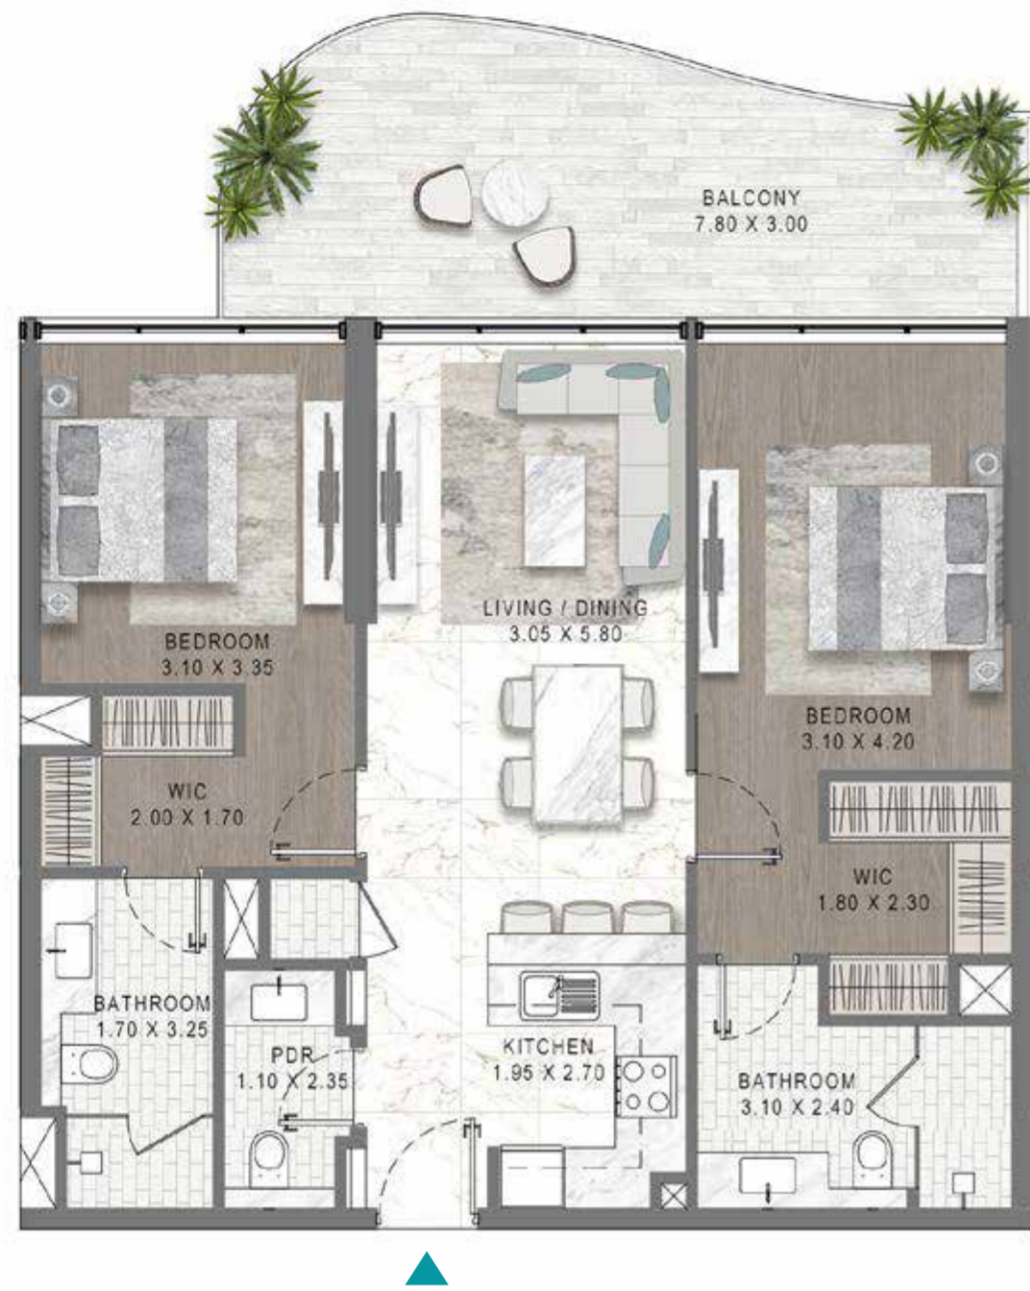 BALCONY
7.80 X 3.00
LIVING / DINING
3.05 X 5.80
BEDROOM
3.10 X 3.35
BEDROOM
3.10 X 4.20
WIC
2.00 X 1.70
WIC
1.80 X 2.30
BATHROOM
1.70 X 3.25
PDR
1.10 X 2.35
KITCHEN
1.95 X 2.70
BATHROOM
3.10 X 2.40